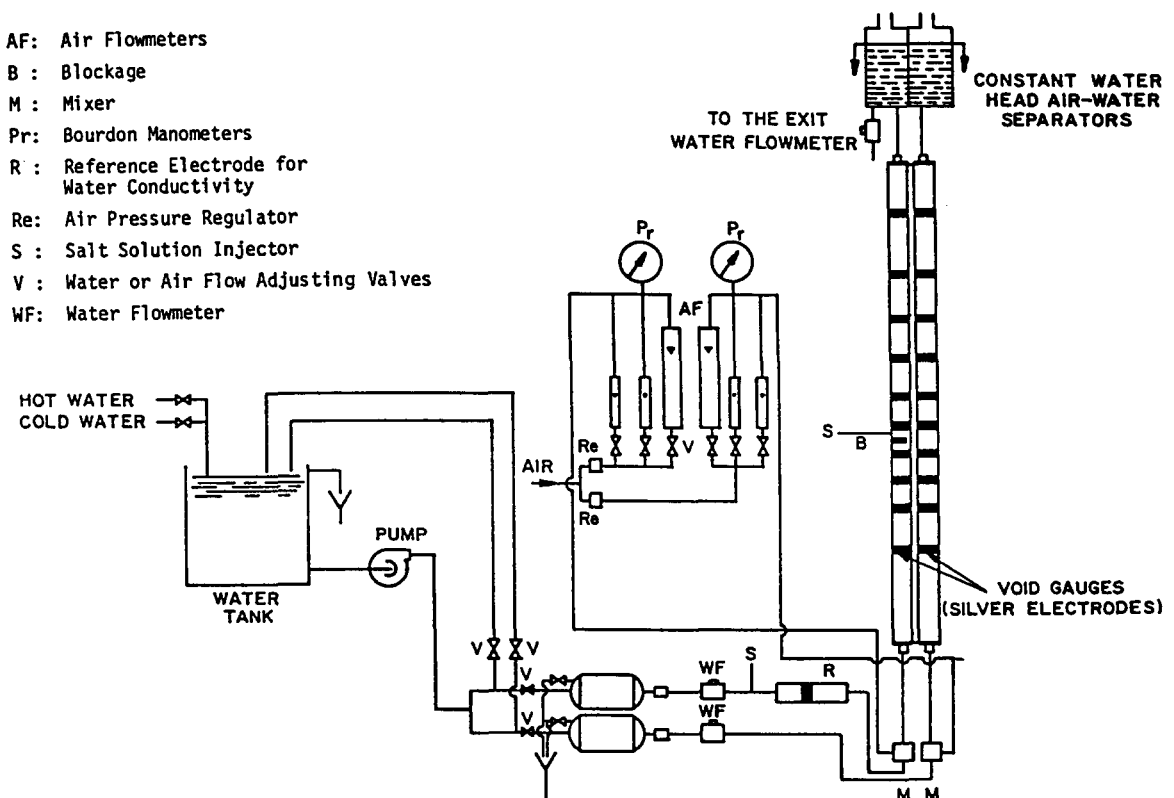 AF: Air Flowmeters
B : Blockage
M : Mixer
Pr: Bourdon Manometers
R : Reference Electrode for
Water Conductivity
Re: Air Pressure Regulator
S : Salt Solution Injector
V : Water or Air Flow Adjusting Valves
WF: Water Flowmeter
CONSTANT WATER
HEAD AIR-WATER
SEPARATORS
TO THE EXIT
WATER FLOWMETER
Pr
Pr
AF
HOT WATER
COLD WATER
S
B
V
Re
AIR
Re
PUMP
WATER
TANK
VOID GAUGES
(SILVER ELECTRODES)
V
V
V
S
WF
R
WF
V
M M